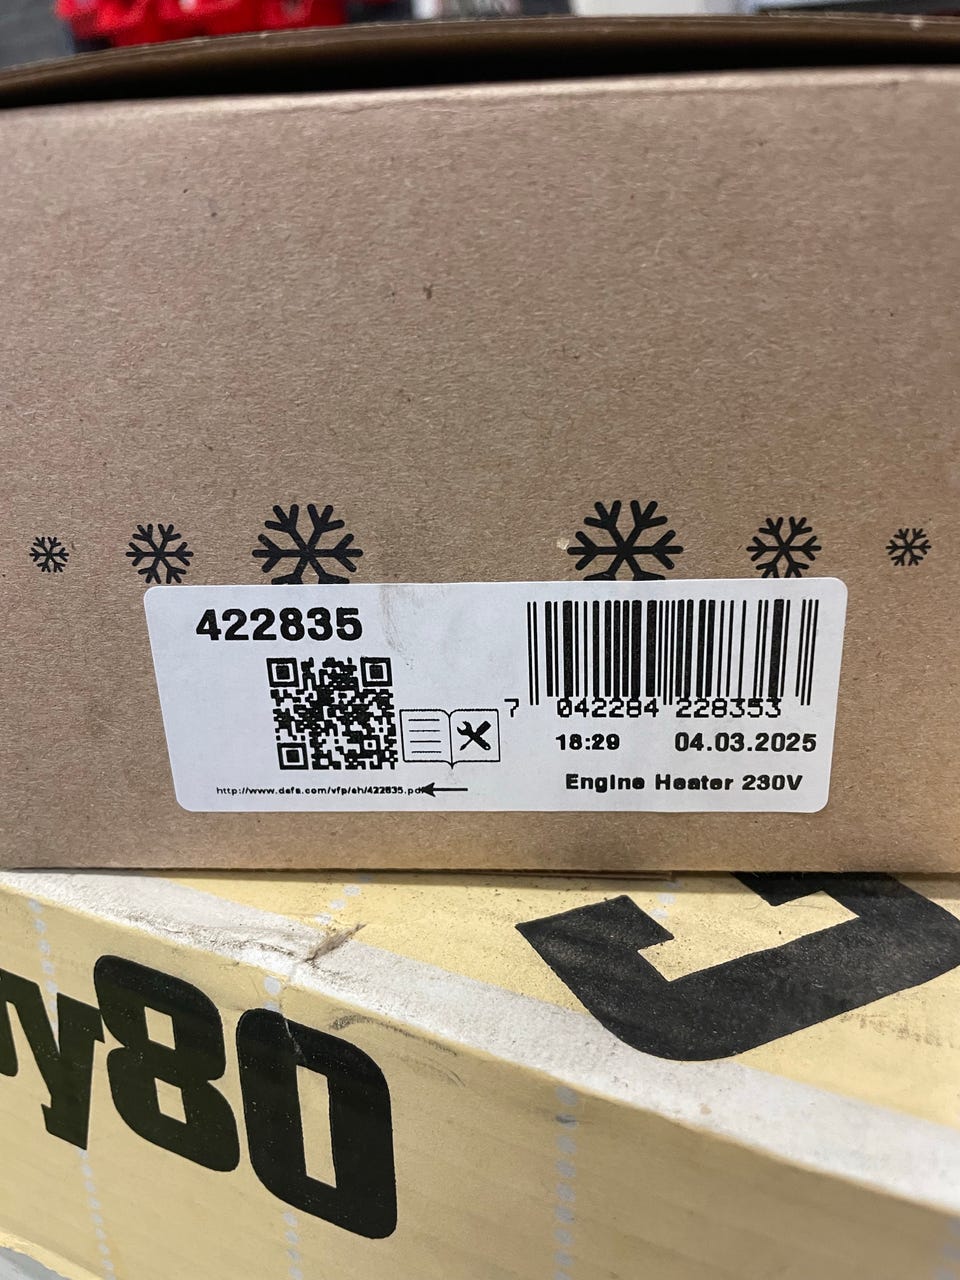 422835
7 042284 228353
18:29 04.03.2025
Engine Heater 230V
http://www.defa.com/vfp/eh/422835.pdf
y80